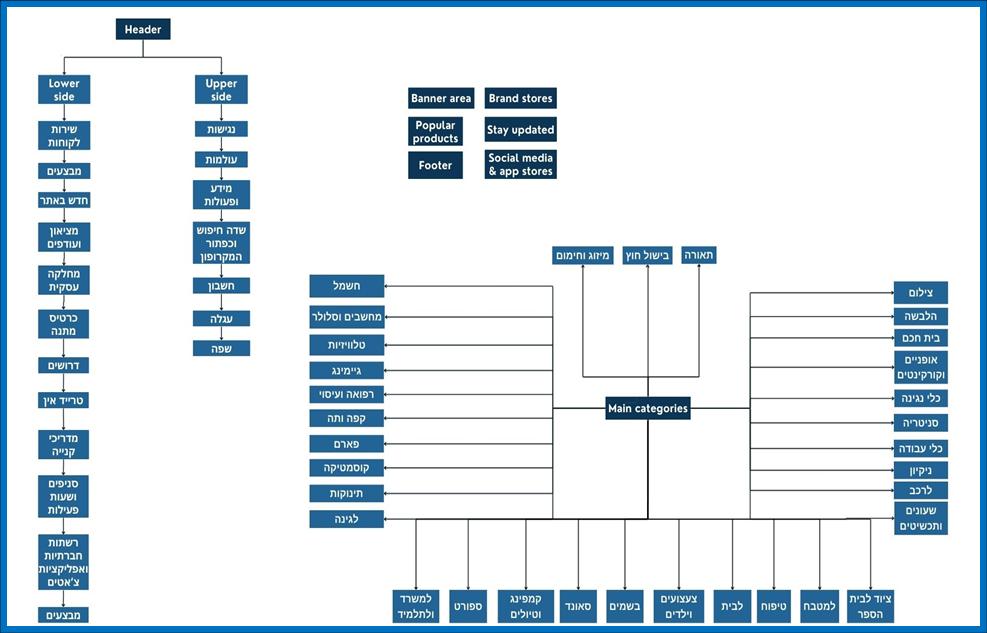 Header
Lower
side
שירות
לקוחות
מבצעים
חדש באתר
מציאון
ועודפים
מחלקה
עסקית
כרטיס
מתנה
דרושים
טרייד אין
מדריכי
קנייה
סניפים
ושעות
פעילות
רשתות
חברתיות
ואפליקציות
צ'אטים
מבצעים
Upper
side
נגישות
עולמות
מידע
ופעולות
שדה חיפוש
וכפתור
המקרופון
חשבון
עגלה
שפה
Banner area
Brand stores
Popular
products
Stay updated
Footer
Social media
& app stores
מיזוג וחימום
בישול חוץ
תאורה
חשמל
מחשבים וסלולר
טלוויזיות
גיימינג
רפואה ועיסוי
קפה ותה
פארם
קוסמטיקה
תינוקות
לגינה
Main categories
צילום
הלבשה
בית חכם
אופניים
וקורקינטים
כלי נגינה
סניטריה
כלי עבודה
ניקיון
לרכב
שעונים
ותכשיטים
למשרד
ולתלמיד
ספורט
קמפינג
וטיולים
סאונד
בשמים
צעצועים
וילדים
לבית
טיפוח
למטבח
ציוד לבית
הספר